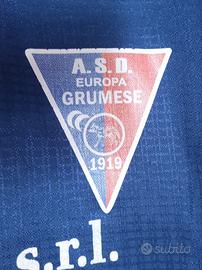 A.S.D.
EUROPA
GRUMESE
1919
s.r.l.
subito